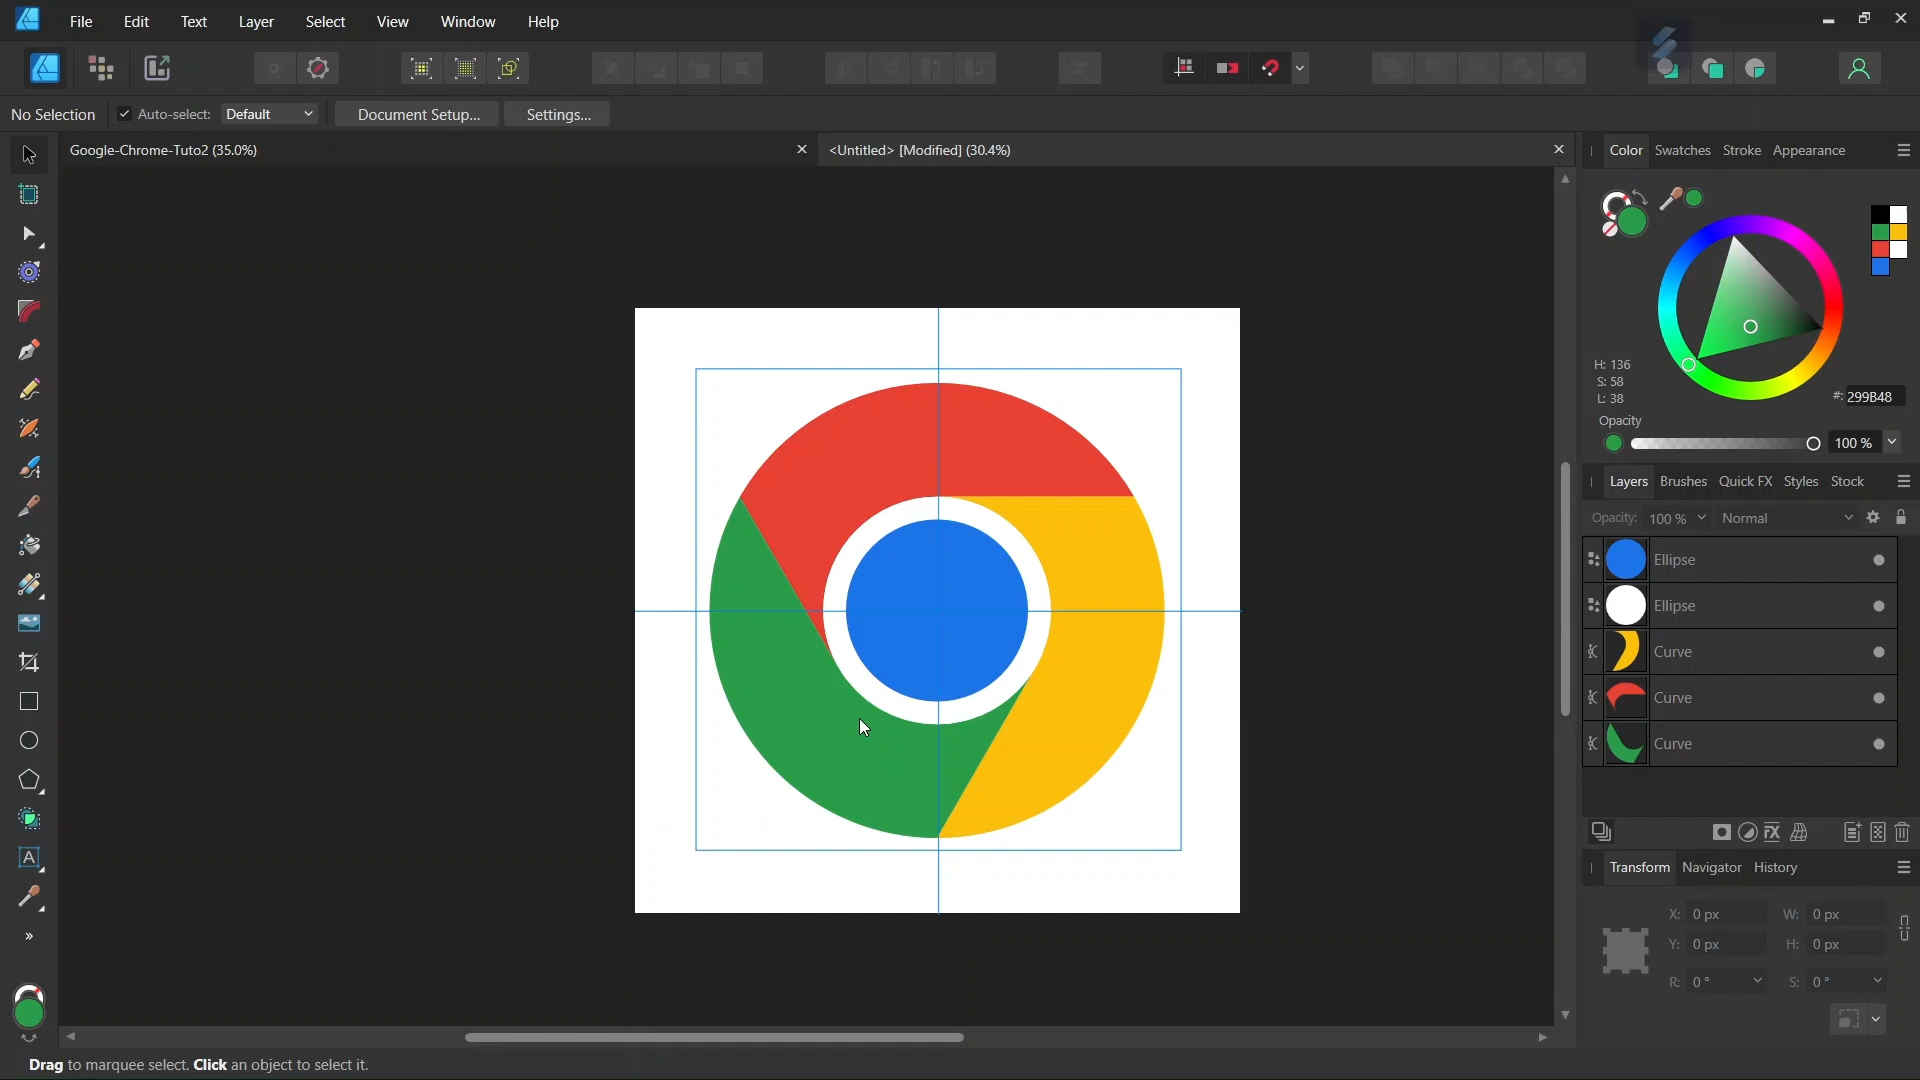 File Edit Text Layer Select View Window Help
No Selection Auto-select: Default Document Setup... Settings...
Google-Chrome-Tuto2 (35.0%)
<Untitled> [Modified] (30.4%)
Color Swatches Stroke Appearance
H: 136
S: 58
L: 38
#: 299B48
Opacity
100 %
Layers Brushes Quick FX Styles Stock
Opacity: 100 % Normal
Ellipse
Ellipse
Curve
Curve
Curve
FX
Transform Navigator History
X: 0 px W: 0 px
Y: 0 px H: 0 px
R: 0 ° S: 0 °
A
Drag to marquee select. Click an object to select it.